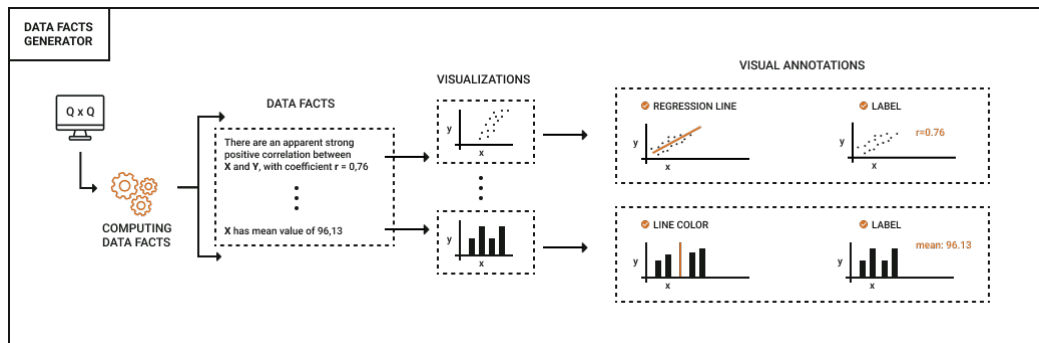 DATA FACTS
GENERATOR
Q x Q
COMPUTING
DATA FACTS
DATA FACTS
There are an apparent strong
positive correlation between
X and Y, with coefficient r = 0,76
X has mean value of 96,13
VISUALIZATIONS
y
x
y
x
VISUAL ANNOTATIONS
REGRESSION LINE
y
x
LABEL
r=0.76
y
x
LINE COLOR
y
x
LABEL
mean: 96.13
y
x